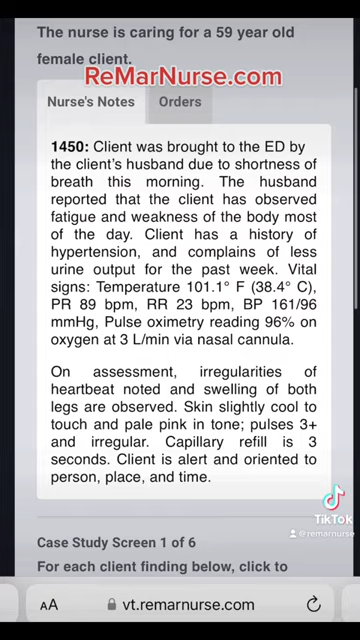 The nurse is caring for a 59 year old
female client.
ReMarNurse.com
Nurse's Notes
Orders
1450: Client was brought to the ED by
the client's husband due to shortness of
breath this morning. The husband
reported that the client has observed
fatigue and weakness of the body most
of the day. Client has a history of
hypertension, and complains of less
urine output for the past week. Vital
signs: Temperature 101.1° F (38.4° C),
PR 89 bpm, RR 23 bpm, BP 161/96
mmHg, Pulse oximetry reading 96% on
oxygen at 3 L/min via nasal cannula.
On assessment, irregularities of
heartbeat noted and swelling of both
legs are observed. Skin slightly cool to
touch and pale pink in tone; pulses 3+
and irregular. Capillary refill is 3
seconds. Client is alert and oriented to
person, place, and time.
TikTok
@remarnurse
Case Study Screen 1 of 6
For each client finding below, click to
AA
vt.remarnurse.com